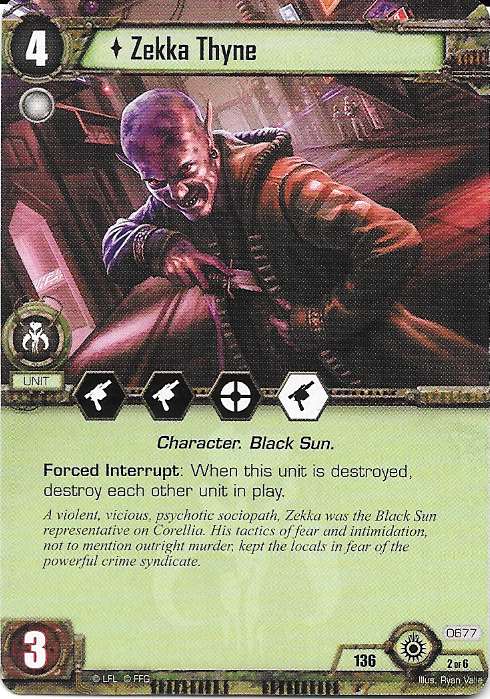 4
Zekka Thyne
UNIT
Character. Black Sun.
Forced Interrupt: When this unit is destroyed,
destroy each other unit in play.
A violent, vicious, psychotic sociopath, Zekka was the Black Sun
representative on Corellia. His tactics of fear and intimidation,
not to mention outright murder, kept the locals in fear of the
powerful crime syndicate.
3
0677
136
2 OF 6
© LFL © FFG
Illus. Ryan Valle